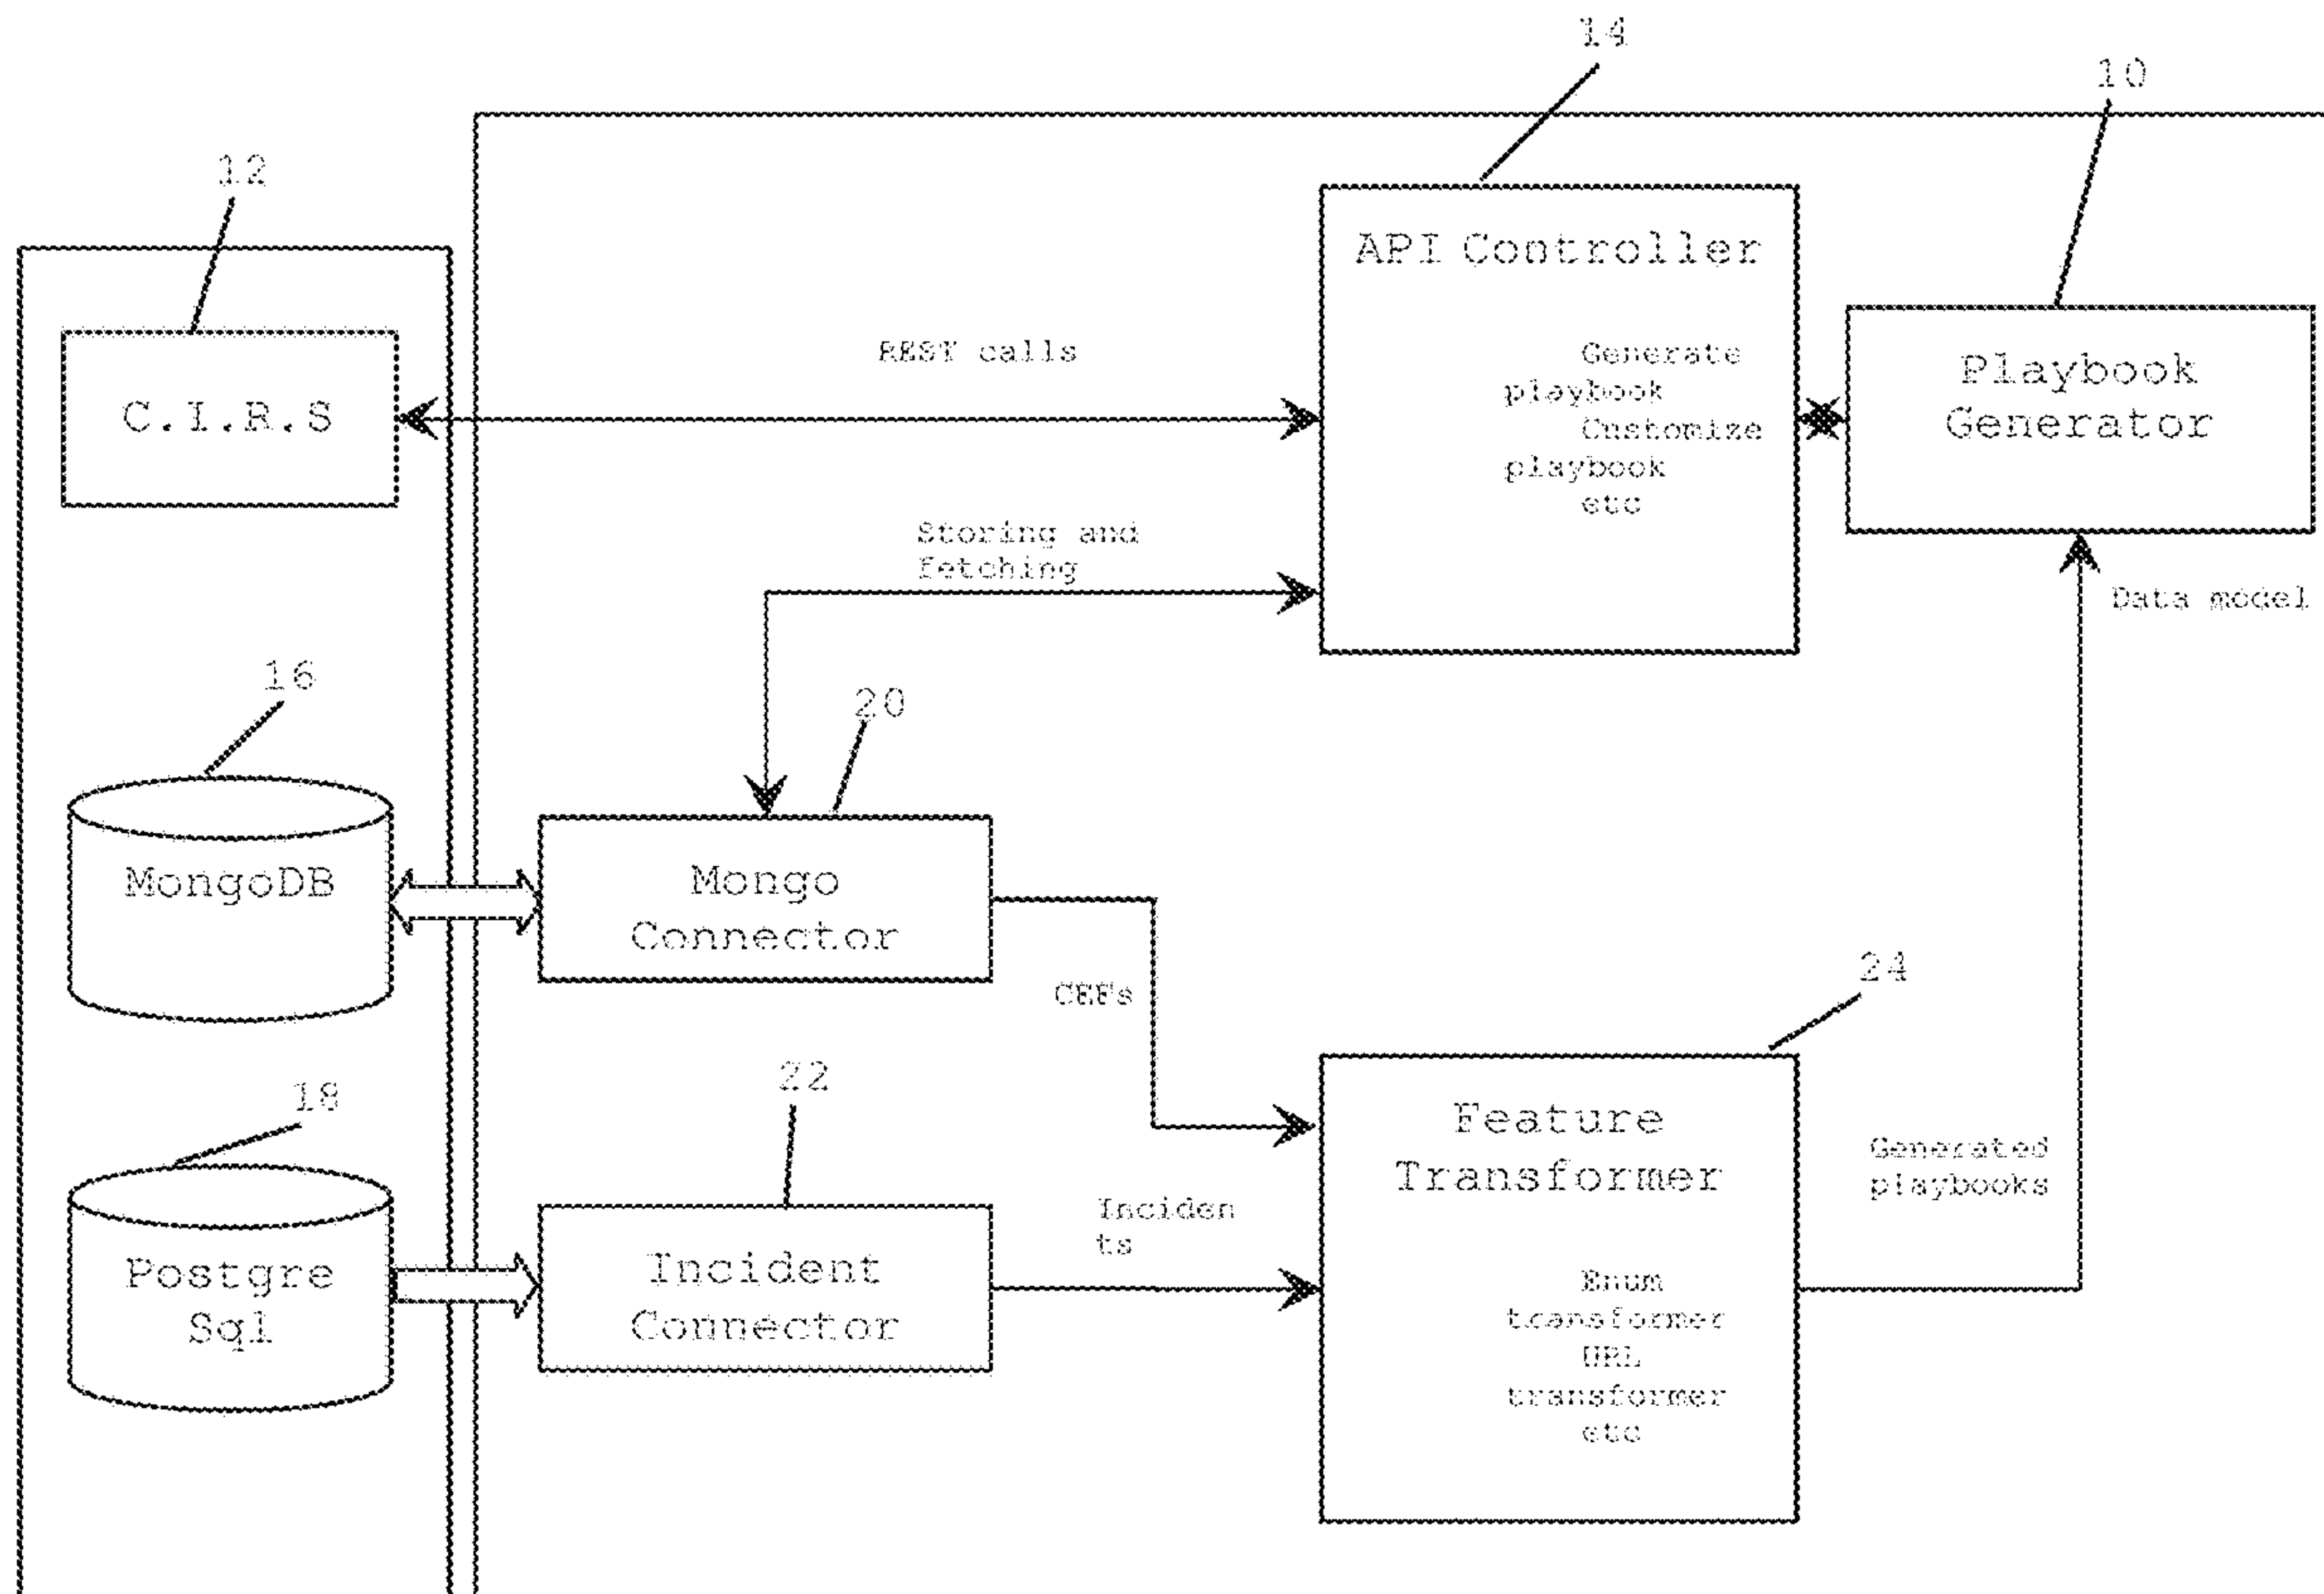 14
10
12
API Controller
Generate
playbook
Customize
playbook
etc
Playbook
Generator
REST calls
C.I.R.S
Storing and
fetching
Data model
16
20
MongoDB
Mongo
Connector
CEFs
24
18
22
Feature
Transformer
Generated
playbooks
Inciden
ts
Postgre
Sql
Incident
Connector
Enum
transformer
URL
transformer
etc